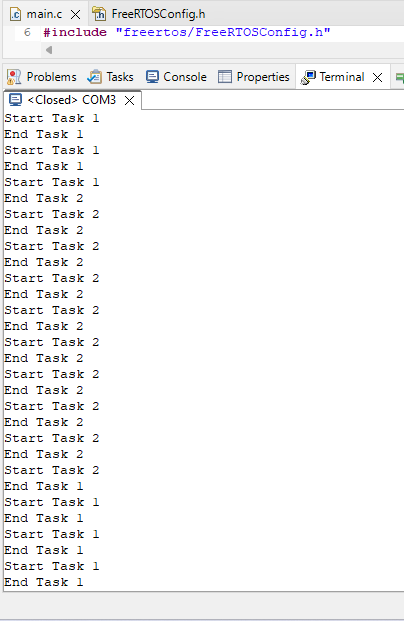 main.c FreeRTOSConfig.h
6 #include "freertos/FreeRTOSConfig.h"
Problems Tasks Console Properties Terminal
<Closed> COM3
Start Task 1
End Task 1
Start Task 1
End Task 1
Start Task 1
End Task 2
Start Task 2
End Task 2
Start Task 2
End Task 2
Start Task 2
End Task 2
Start Task 2
End Task 2
Start Task 2
End Task 2
Start Task 2
End Task 2
Start Task 2
End Task 2
Start Task 2
End Task 2
Start Task 2
End Task 1
Start Task 1
End Task 1
Start Task 1
End Task 1
Start Task 1
End Task 1